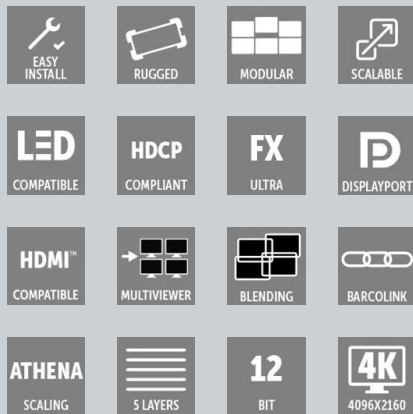 EASY
INSTALL
RUGGED
MODULAR
SCALABLE
LED
COMPATIBLE
HDCP
COMPLIANT
FX
ULTRA
DISPLAYPORT
HDMI™
COMPATIBLE
MULTIVIEWER
BLENDING
BARCOLINK
ATHENA
SCALING
5 LAYERS
12
BIT
4K
4096X2160